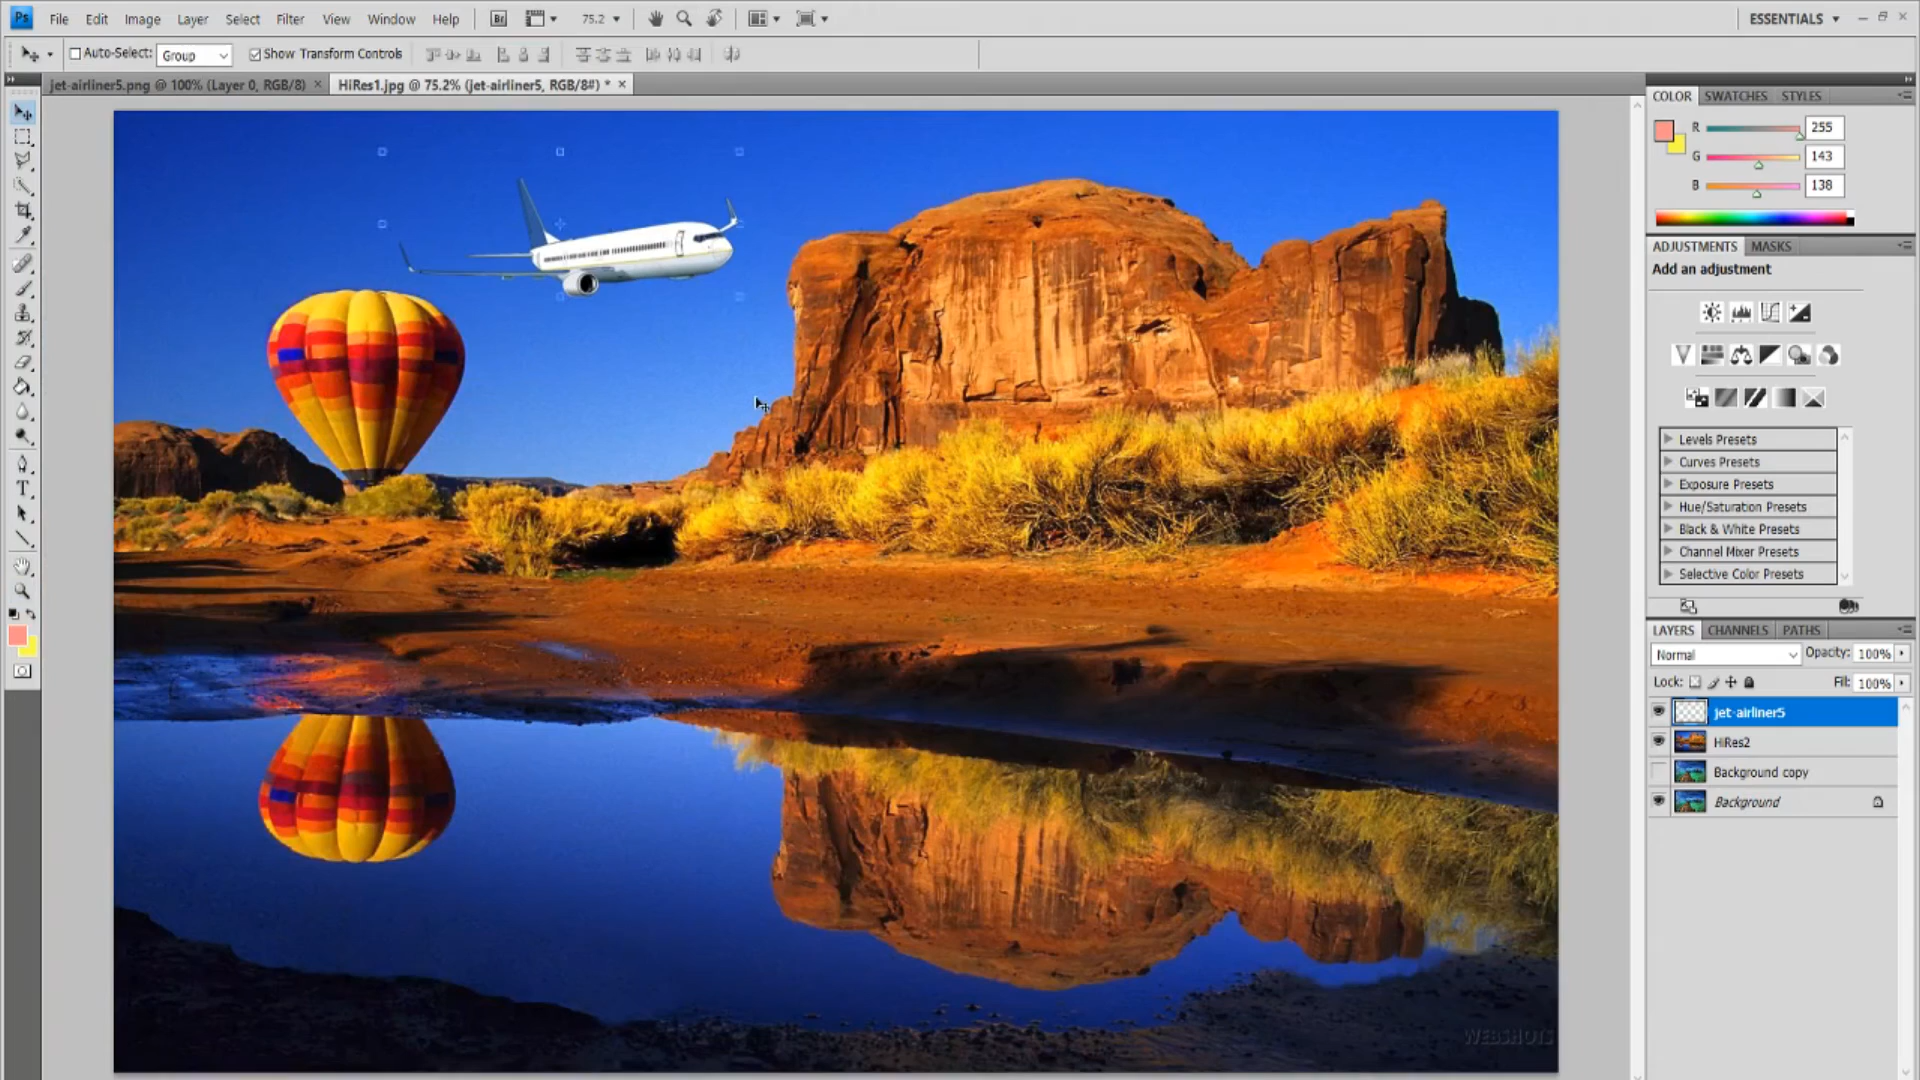 Ps File Edit Image Layer Select Filter View Window Help Br 75.2 ESSENTIALS
Auto-Select: Group Show Transform Controls
jet-airliner5.png @ 100% (Layer 0, RGB/8) × HiRes1.jpg @ 75.2% (jet-airliner5, RGB/8#) * ×
COLOR SWATCHES STYLES
R 255
G 143
B 138
ADJUSTMENTS MASKS
Add an adjustment
Levels Presets
Curves Presets
Exposure Presets
Hue/Saturation Presets
Black & White Presets
Channel Mixer Presets
Selective Color Presets
LAYERS CHANNELS PATHS
Normal Opacity: 100%
Lock: Fill: 100%
jet-airliner5
HiRes2
Background copy
Background
WEBSHOTS